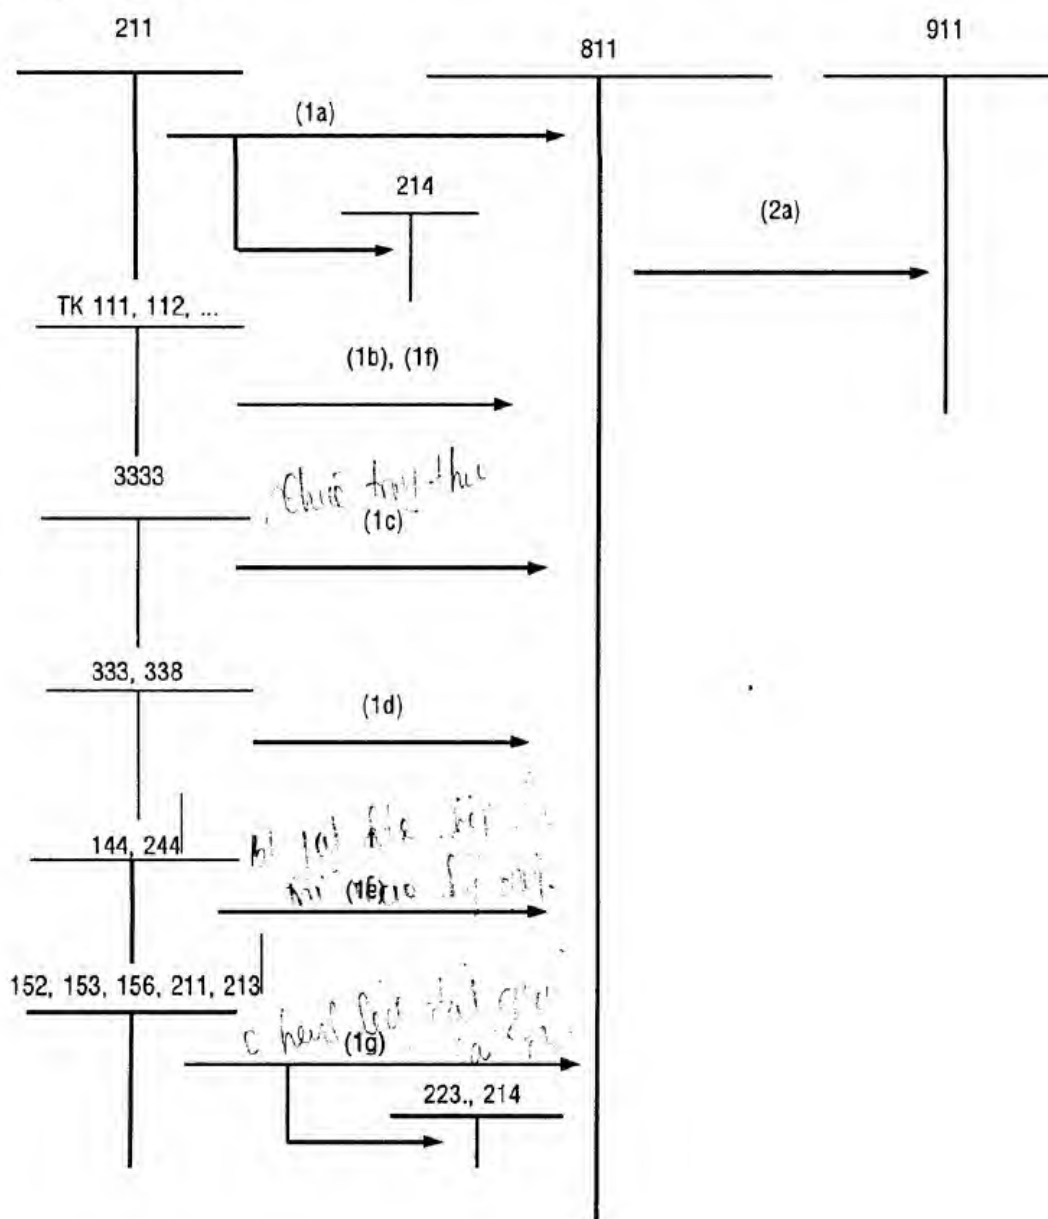 211
811
911
(1a)
214
(2a)
TK 111, 112, ...
(1b), (1f)
3333
(1c)
333, 338
(1d)
144, 244
(1e)
152, 153, 156, 211, 213
(1g)
223., 214